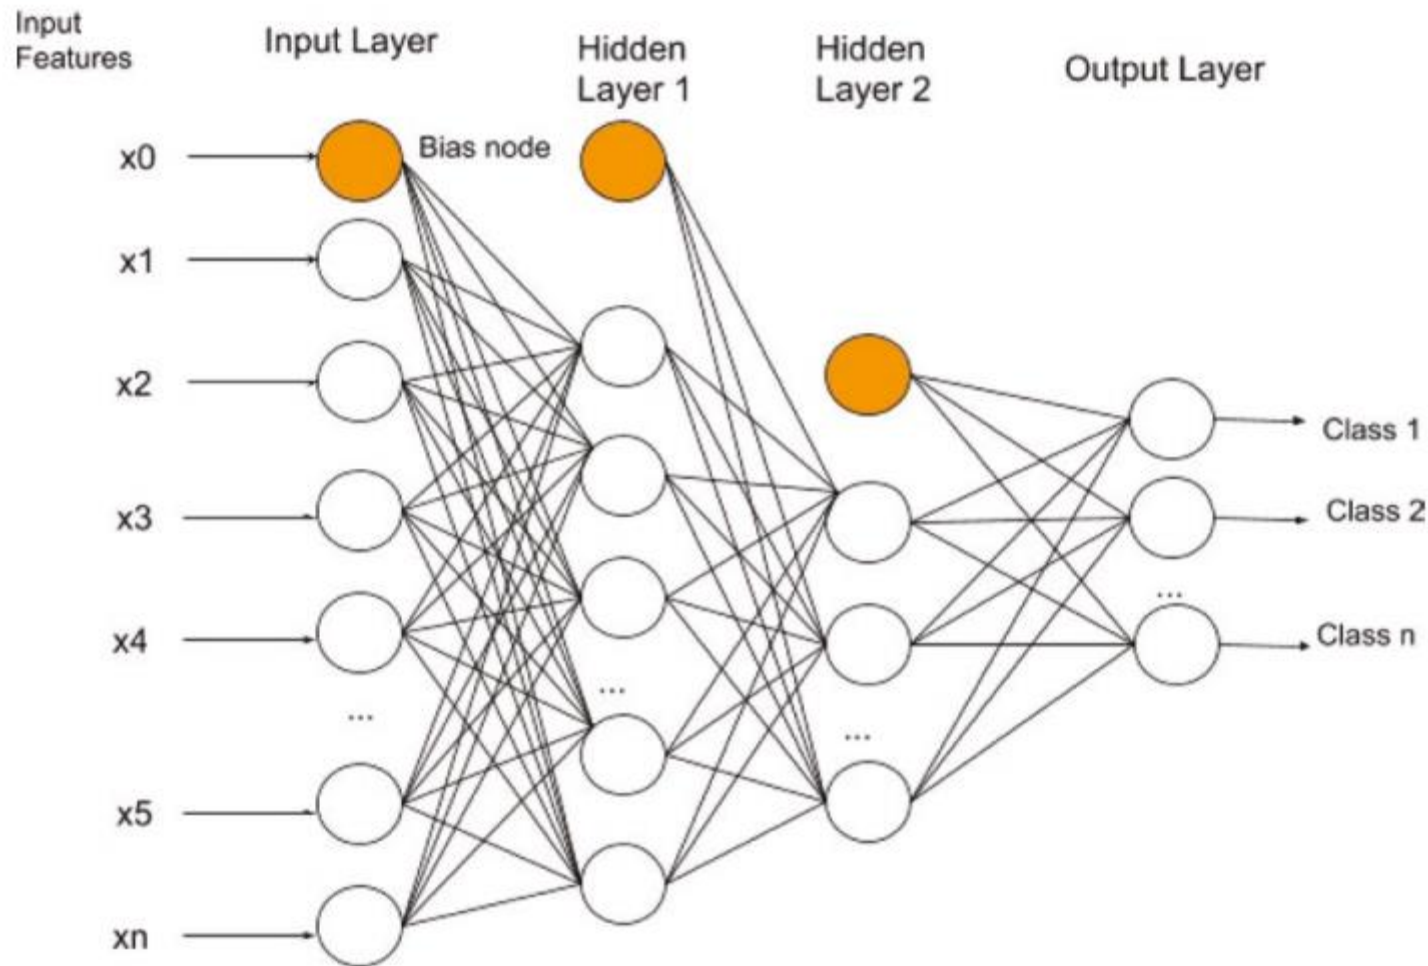 Input
Features
Input Layer
Hidden
Layer 1
Hidden
Layer 2
Output Layer
x0
Bias node
x1
x2
x3
x4
...
x5
xn
...
...
Class 1
Class 2
...
Class n